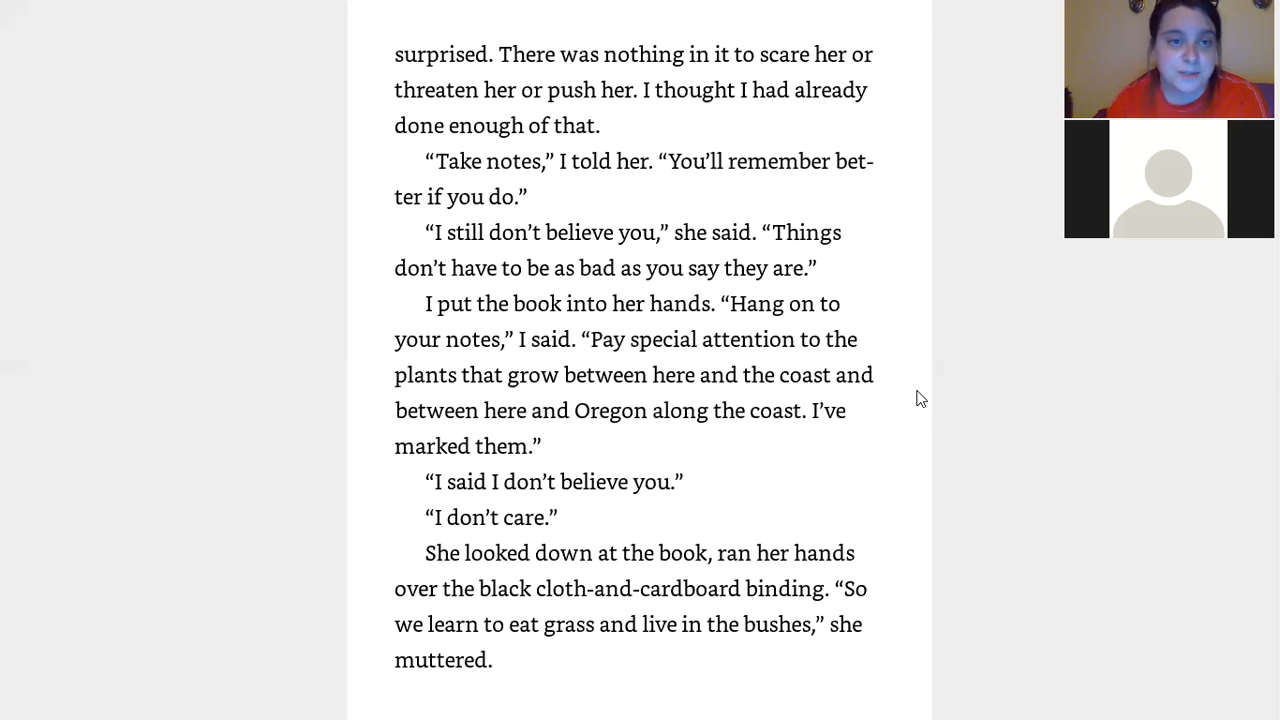 surprised. There was nothing in it to scare her or
threaten her or push her. I thought I had already
done enough of that.
“Take notes,” I told her. “You’ll remember bet-
ter if you do.”
“I still don’t believe you,” she said. “Things
don’t have to be as bad as you say they are.”
I put the book into her hands. “Hang on to
your notes,” I said. “Pay special attention to the
plants that grow between here and the coast and
between here and Oregon along the coast. I’ve
marked them.”
“I said I don’t believe you.”
“I don’t care.”
She looked down at the book, ran her hands
over the black cloth-and-cardboard binding. “So
we learn to eat grass and live in the bushes,” she
muttered.